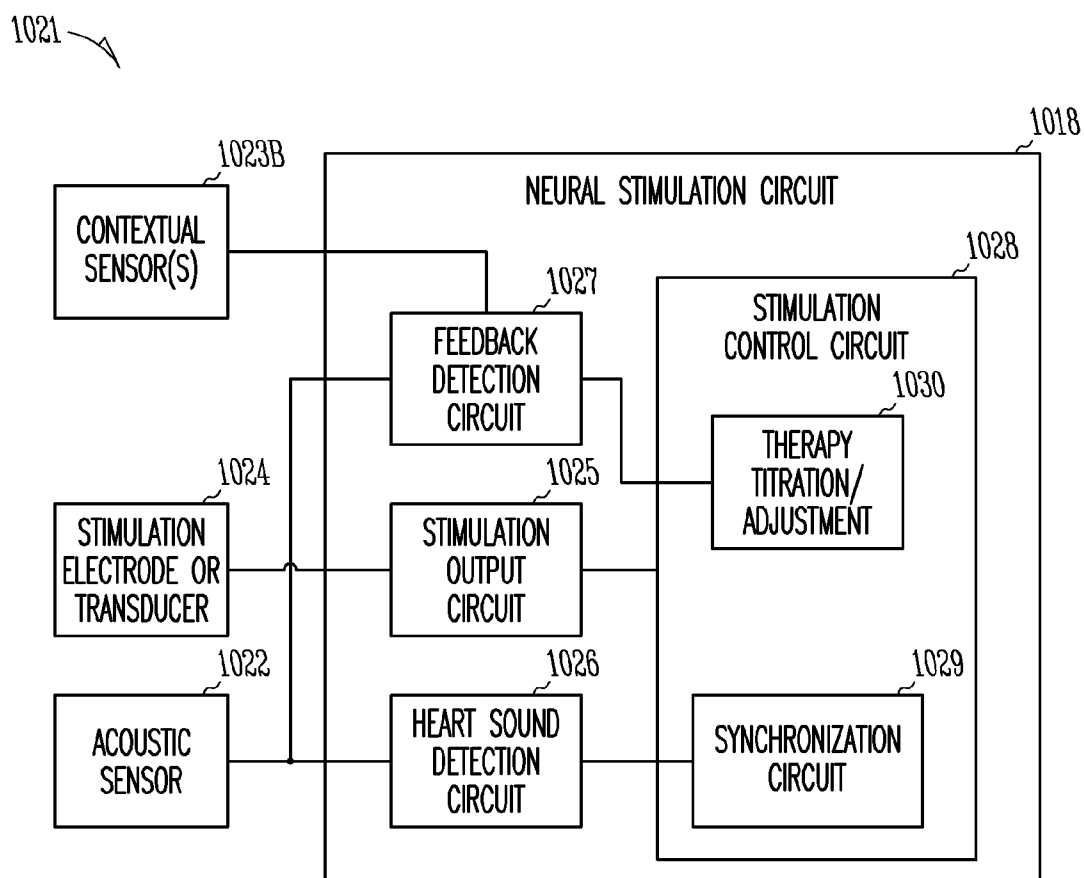 1021
1018
1023B
NEURAL STIMULATION CIRCUIT
CONTEXTUAL
SENSOR(S)
1028
1027
STIMULATION
CONTROL CIRCUIT
FEEDBACK
DETECTION
CIRCUIT
1030
THERAPY
TITRATION/
ADJUSTMENT
1024
1025
STIMULATION
ELECTRODE OR
TRANSDUCER
STIMULATION
OUTPUT
CIRCUIT
1022
1026
1029
ACOUSTIC
SENSOR
HEART SOUND
DETECTION
CIRCUIT
SYNCHRONIZATION
CIRCUIT